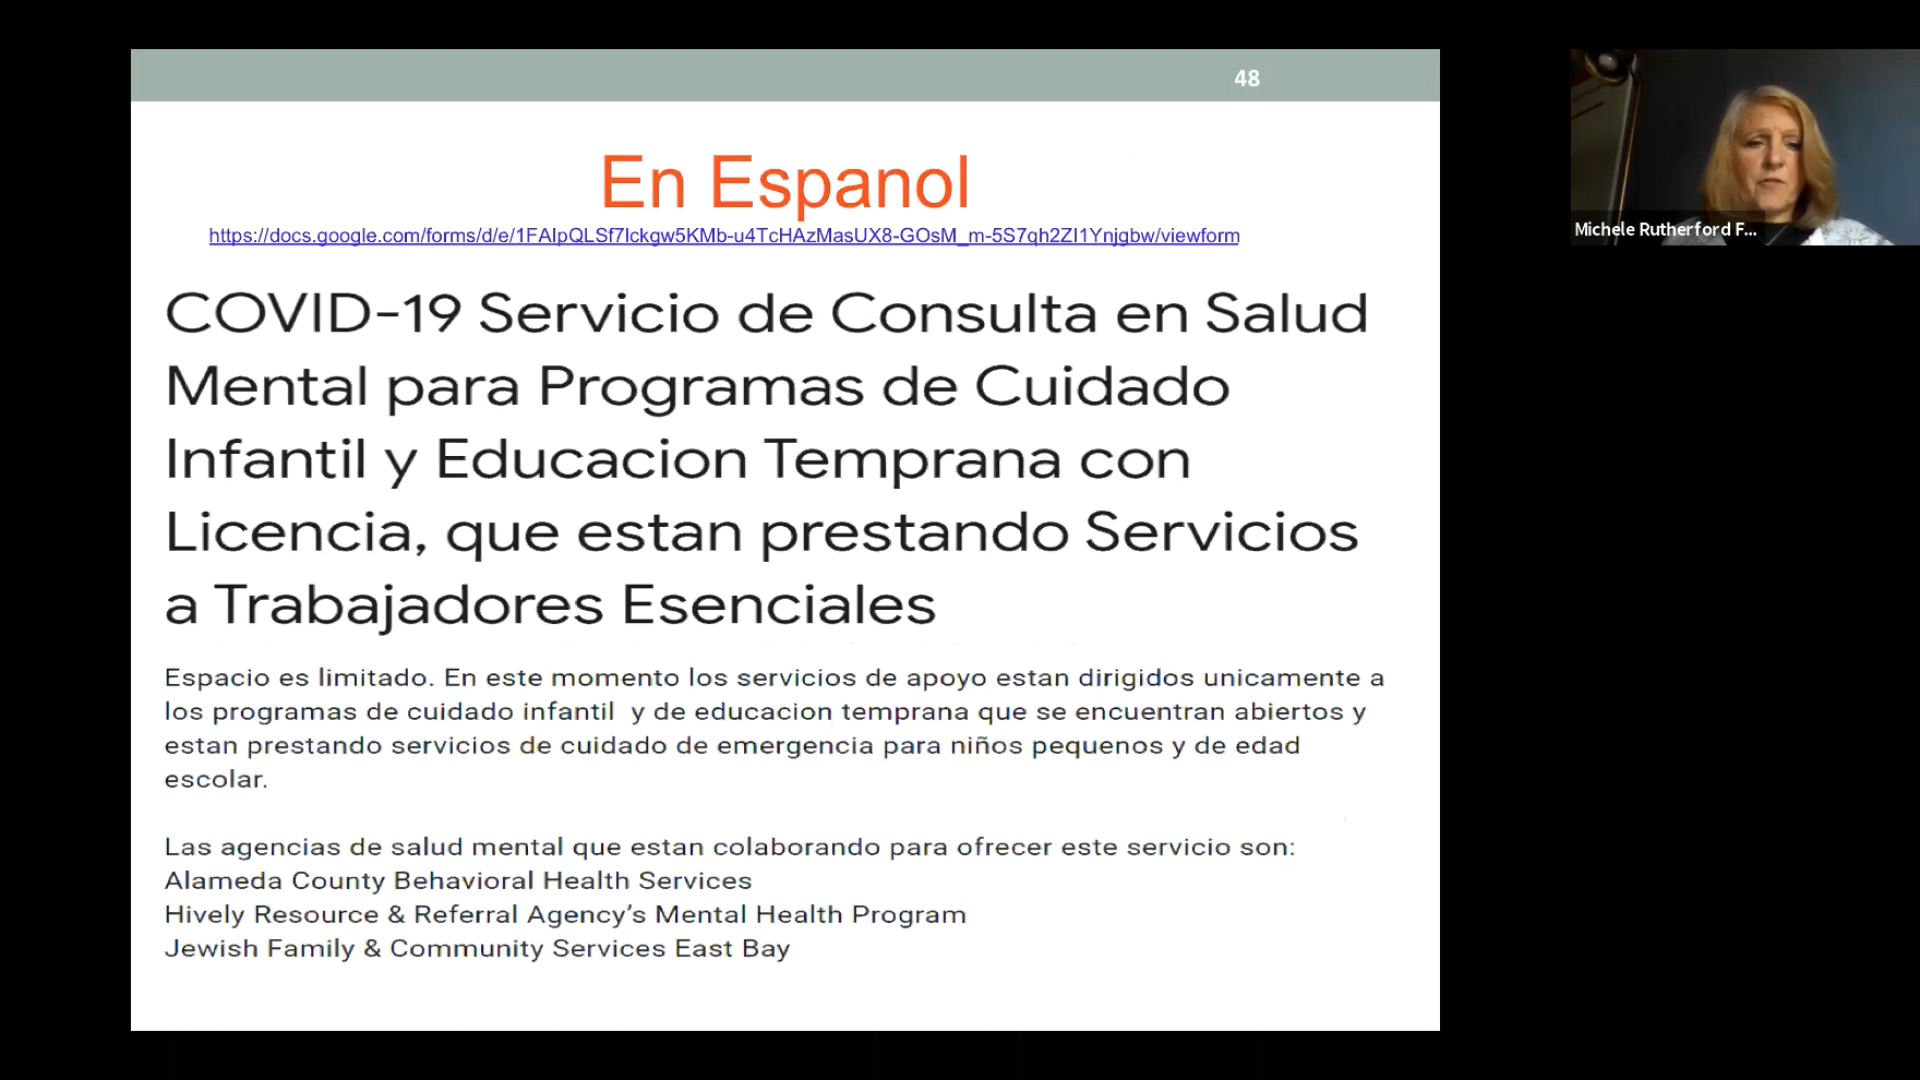 48
En Espanol
https://docs.google.com/forms/d/e/1FAIpQLSf7Ickgw5KMb-u4TcHAzMasUX8-GOsM_m-5S7qh2ZI1Ynjgbw/viewform
COVID-19 Servicio de Consulta en Salud
Mental para Programas de Cuidado
Infantil y Educacion Temprana con
Licencia, que estan prestando Servicios
a Trabajadores Esenciales
Espacio es limitado. En este momento los servicios de apoyo estan dirigidos unicamente a
los programas de cuidado infantil  y de educacion temprana que se encuentran abiertos y
estan prestando servicios de cuidado de emergencia para niños pequenos y de edad
escolar.
Las agencias de salud mental que estan colaborando para ofrecer este servicio son:
Alameda County Behavioral Health Services
Hively Resource & Referral Agency’s Mental Health Program
Jewish Family & Community Services East Bay
Michele Rutherford F...